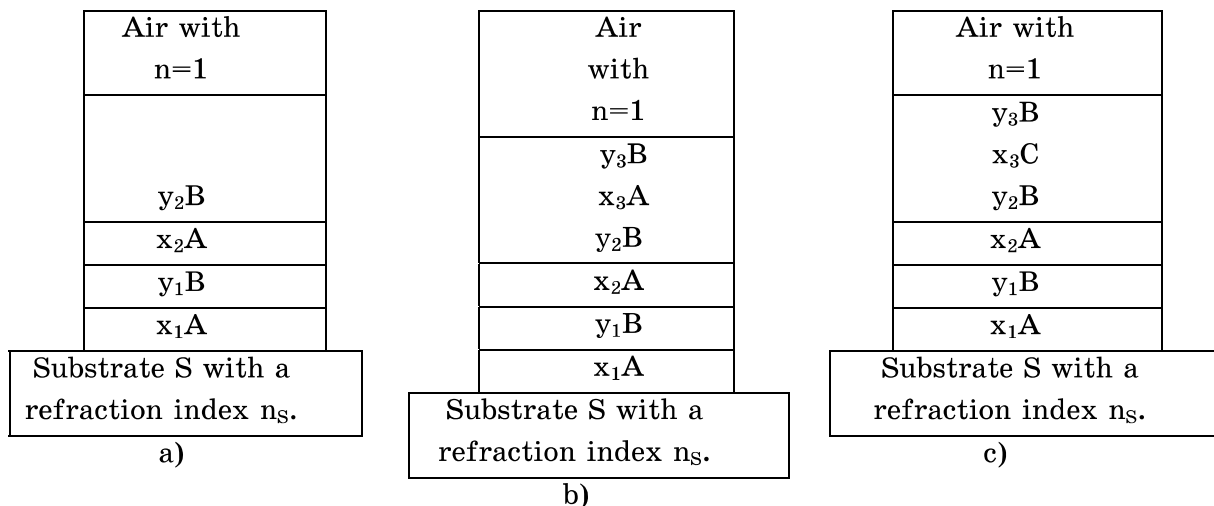 Air with
n=1
y₂B
x₂A
y₁B
x₁A
Substrate S with a
refraction index nₛ.
a)
Air
with
n=1
y₃B
x₃A
y₂B
x₂A
y₁B
x₁A
Substrate S with a
refraction index nₛ.
b)
Air with
n=1
y₃B
x₃C
y₂B
x₂A
y₁B
x₁A
Substrate S with a
refraction index nₛ.
c)